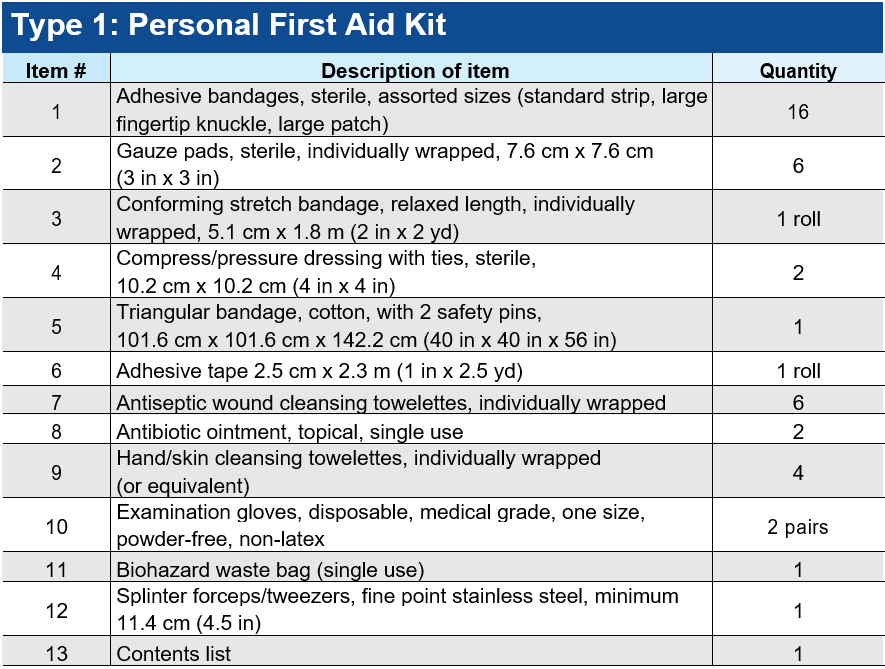 Type 1: Personal First Aid Kit
Item # Description of item Quantity
1 Adhesive bandages, sterile, assorted sizes (standard strip, large
fingertip knuckle, large patch) 16
2 Gauze pads, sterile, individually wrapped, 7.6 cm x 7.6 cm
(3 in x 3 in) 6
3 Conforming stretch bandage, relaxed length, individually
wrapped, 5.1 cm x 1.8 m (2 in x 2 yd) 1 roll
4 Compress/pressure dressing with ties, sterile,
10.2 cm x 10.2 cm (4 in x 4 in) 2
5 Triangular bandage, cotton, with 2 safety pins,
101.6 cm x 101.6 cm x 142.2 cm (40 in x 40 in x 56 in) 1
6 Adhesive tape 2.5 cm x 2.3 m (1 in x 2.5 yd) 1 roll
7 Antiseptic wound cleansing towelettes, individually wrapped 6
8 Antibiotic ointment, topical, single use 2
9 Hand/skin cleansing towelettes, individually wrapped
(or equivalent) 4
10 Examination gloves, disposable, medical grade, one size,
powder-free, non-latex 2 pairs
11 Biohazard waste bag (single use) 1
12 Splinter forceps/tweezers, fine point stainless steel, minimum
11.4 cm (4.5 in) 1
13 Contents list 1